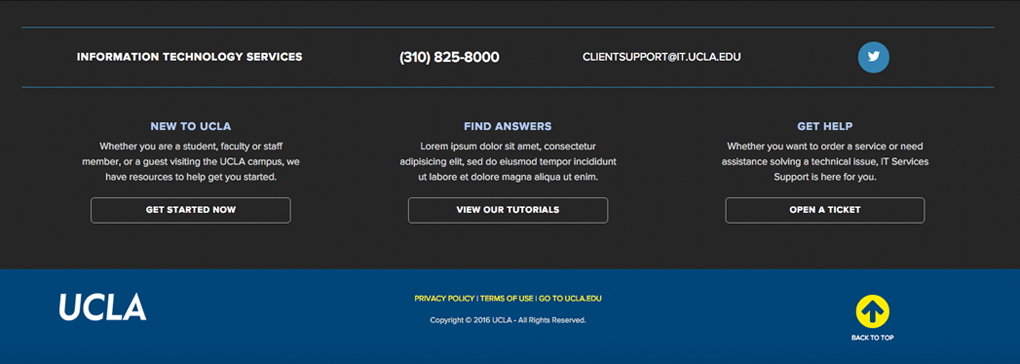 INFORMATION TECHNOLOGY SERVICES
(310) 825-8000
CLIENTSUPPORT@IT.UCLA.EDU
NEW TO UCLA
Whether you are a student, faculty or staff
member, or a guest visiting the UCLA campus, we
have resources to help get you started.
GET STARTED NOW
FIND ANSWERS
Lorem ipsum dolor sit amet, consectetur
adipisicing elit, sed do eiusmod tempor incididunt
ut labore et dolore magna aliqua ut enim.
VIEW OUR TUTORIALS
GET HELP
Whether you want to order a service or need
assistance solving a technical issue, IT Services
Support is here for you.
OPEN A TICKET
UCLA
PRIVACY POLICY | TERMS OF USE | GO TO UCLA.EDU
Copyright © 2016 UCLA - All Rights Reserved.
BACK TO TOP